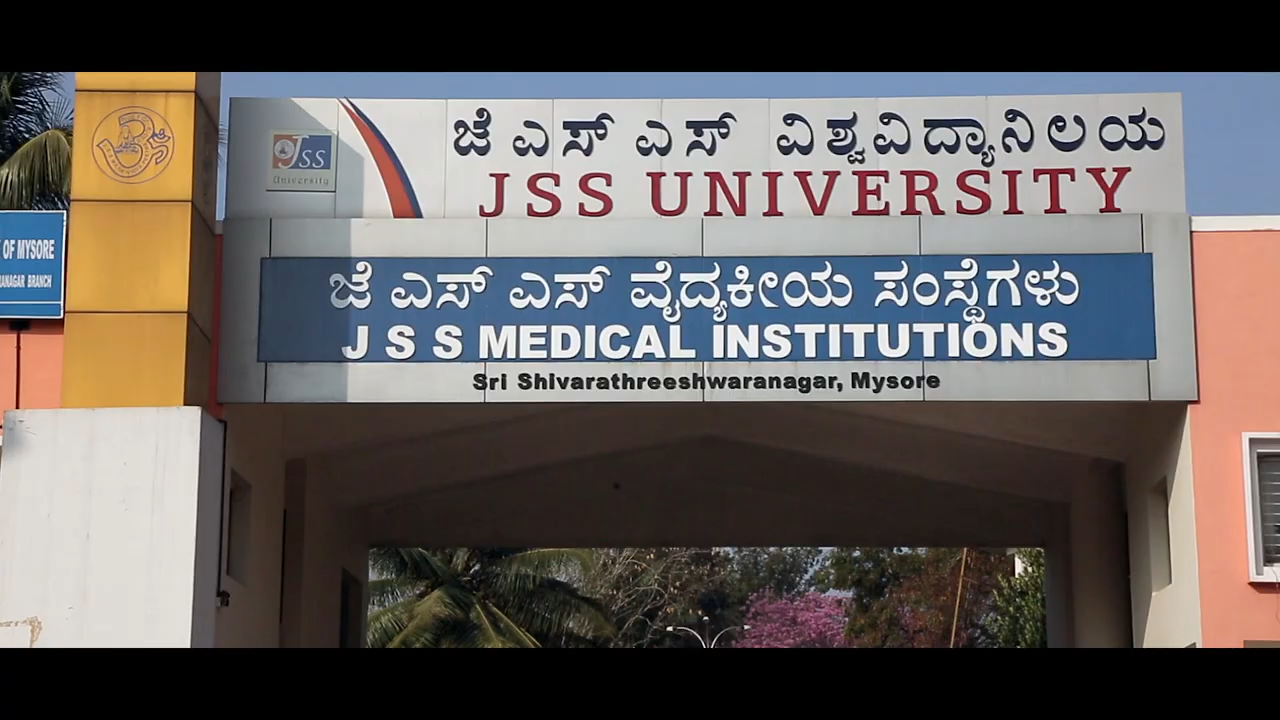 ಜೆ ಎಸ್ ಎಸ್ ವಿಶ್ವವಿದ್ಯಾನಿಲಯ
JSS UNIVERSITY
JSS
University
ಜೆ ಎಸ್ ಎಸ್ ವೈದ್ಯಕೀಯ ಸಂಸ್ಥೆಗಳು
J S S MEDICAL INSTITUTIONS
Sri Shivarathreeshwaranagar, Mysore
OF MYSORE
BRANCH